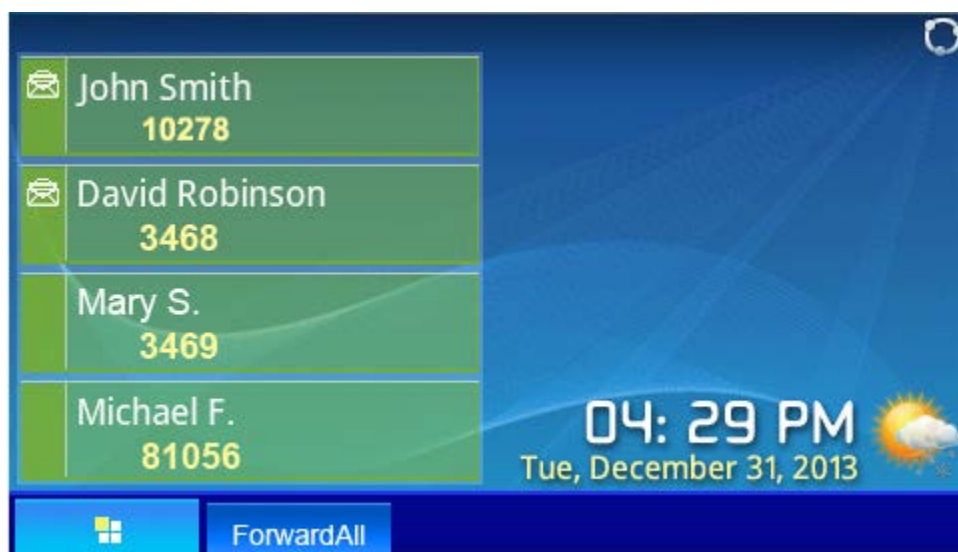 John Smith
10278
David Robinson
3468
Mary S.
3469
Michael F.
81056
04: 29 PM
Tue, December 31, 2013
ForwardAll